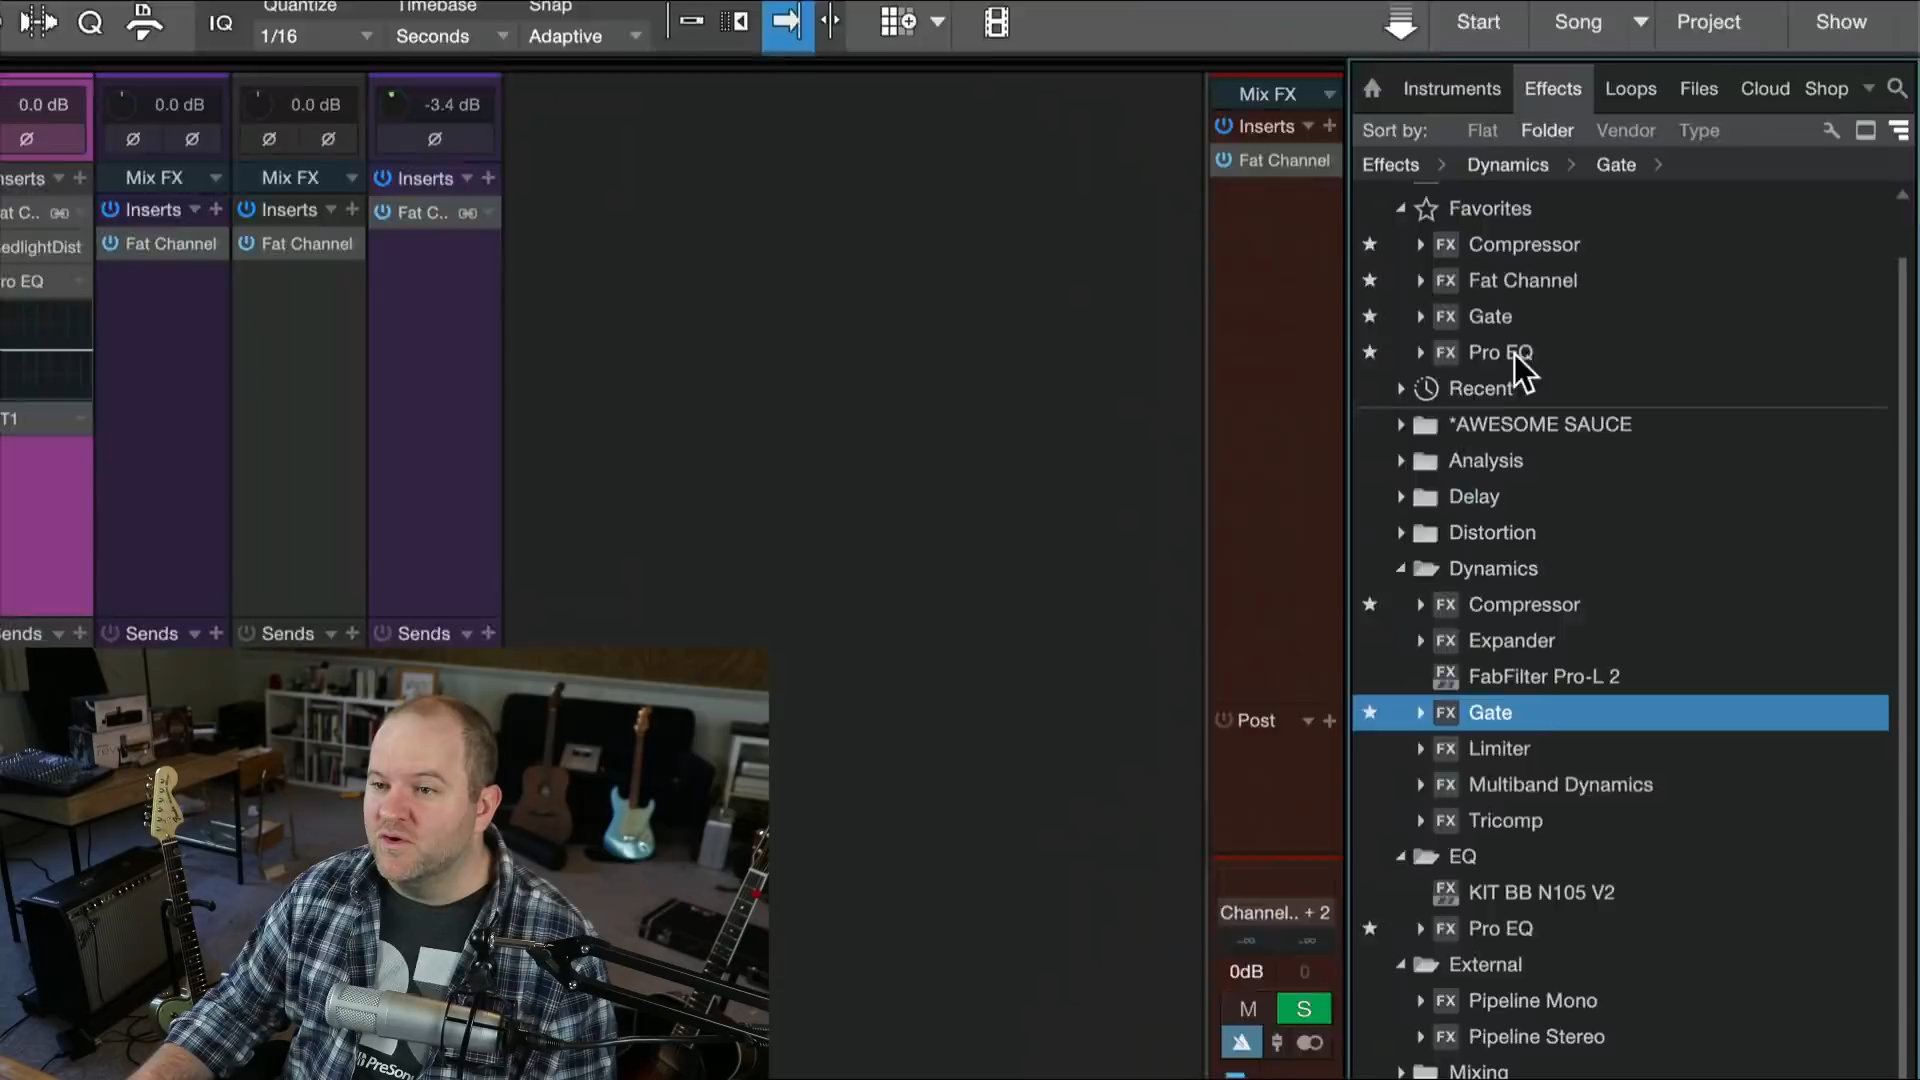 Quantize
Timebase
Snap
IQ
1/16
Seconds
Adaptive
Start
Song
Project
Show
0.0 dB
0.0 dB
0.0 dB
-3.4 dB
Mix FX
Mix FX
Inserts
Inserts
Inserts
Fat C..
Fat Channel
Fat Channel
edlightDist
ro EQ
T1
Sends
Sends
Sends
Mix FX
Inserts
Fat Channel
Post
Channel.. + 2
-∞
-∞
0dB
0
M
S
Instruments
Effects
Loops
Files
Cloud
Shop
Sort by:
Flat
Folder
Vendor
Type
Effects
Dynamics
Gate
Favorites
FX Compressor
FX Fat Channel
FX Gate
FX Pro EQ
Recent
*AWESOME SAUCE
Analysis
Delay
Distortion
Dynamics
FX Compressor
FX Expander
FX FabFilter Pro-L 2
FX Gate
FX Limiter
FX Multiband Dynamics
FX Tricomp
EQ
FX KIT BB N105 V2
FX Pro EQ
External
FX Pipeline Mono
FX Pipeline Stereo
Mixing
PreSon